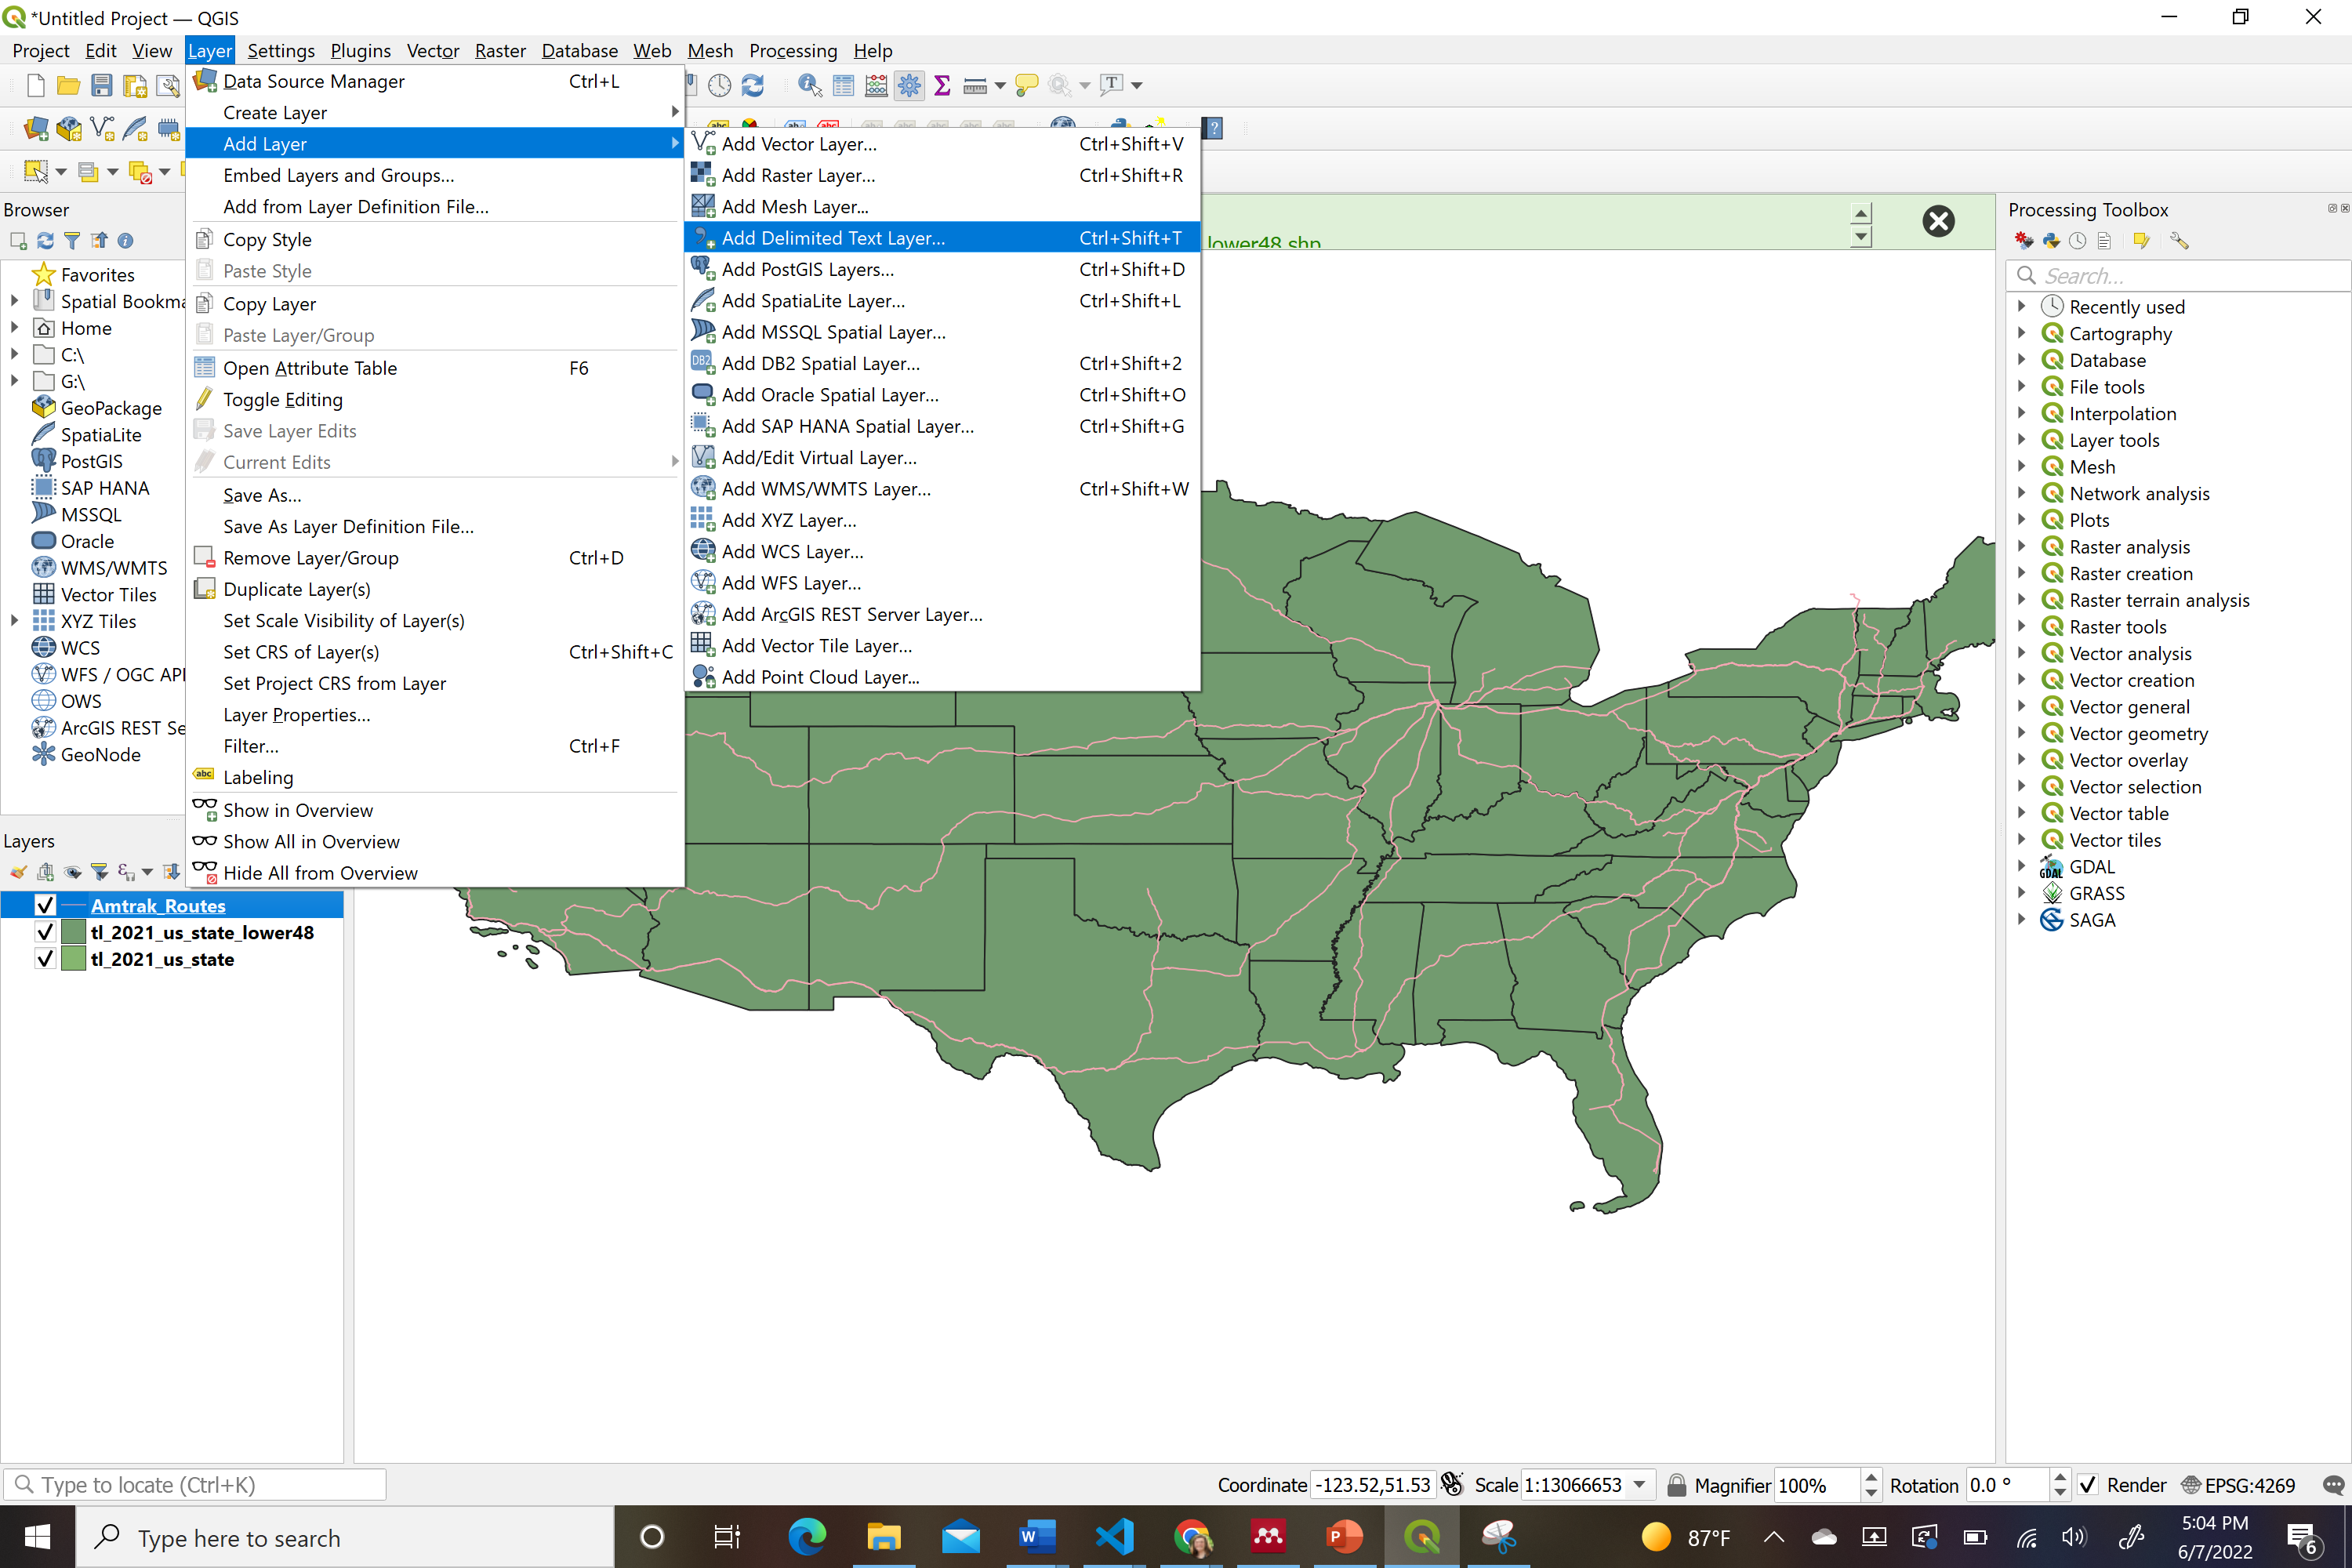 *Untitled Project — QGIS
Project Edit View Layer Settings Plugins Vector Raster Database Web Mesh Processing Help
Data Source Manager Ctrl+L
Create Layer
Add Layer
Embed Layers and Groups...
Add from Layer Definition File...
Copy Style
Paste Style
Copy Layer
Paste Layer/Group
Open Attribute Table F6
Toggle Editing
Save Layer Edits
Current Edits
Save As...
Save As Layer Definition File...
Remove Layer/Group Ctrl+D
Duplicate Layer(s)
Set Scale Visibility of Layer(s)
Set CRS of Layer(s) Ctrl+Shift+C
Set Project CRS from Layer
Layer Properties...
Filter... Ctrl+F
abc Labeling
Show in Overview
Show All in Overview
Hide All from Overview
Add Vector Layer... Ctrl+Shift+V
Add Raster Layer... Ctrl+Shift+R
Add Mesh Layer...
Add Delimited Text Layer... Ctrl+Shift+T
Add PostGIS Layers... Ctrl+Shift+D
Add SpatiaLite Layer... Ctrl+Shift+L
Add MSSQL Spatial Layer...
DB2 Add DB2 Spatial Layer... Ctrl+Shift+2
Add Oracle Spatial Layer... Ctrl+Shift+O
Add SAP HANA Spatial Layer... Ctrl+Shift+G
Add/Edit Virtual Layer...
Add WMS/WMTS Layer... Ctrl+Shift+W
Add XYZ Layer...
Add WCS Layer...
Add WFS Layer...
Add ArcGIS REST Server Layer...
Add Vector Tile Layer...
Add Point Cloud Layer...
lower48.shp
Browser
Favorites
Spatial Bookma
Home
C:\
G:\
GeoPackage
SpatiaLite
PostGIS
SAP HANA
MSSQL
Oracle
WMS/WMTS
Vector Tiles
XYZ Tiles
WCS
WFS / OGC API
OWS
ArcGIS REST Se
GeoNode
Layers
Amtrak_Routes
tl_2021_us_state_lower48
tl_2021_us_state
Processing Toolbox
Search...
Recently used
Cartography
Database
File tools
Interpolation
Layer tools
Mesh
Network analysis
Plots
Raster analysis
Raster creation
Raster terrain analysis
Raster tools
Vector analysis
Vector creation
Vector general
Vector geometry
Vector overlay
Vector selection
Vector table
Vector tiles
GDAL GDAL
GRASS
SAGA
Type to locate (Ctrl+K)
Coordinate -123.52,51.53 Scale 1:13066653 Magnifier 100% Rotation 0.0 ° Render EPSG:4269
Type here to search
87°F
5:04 PM
6/7/2022
6